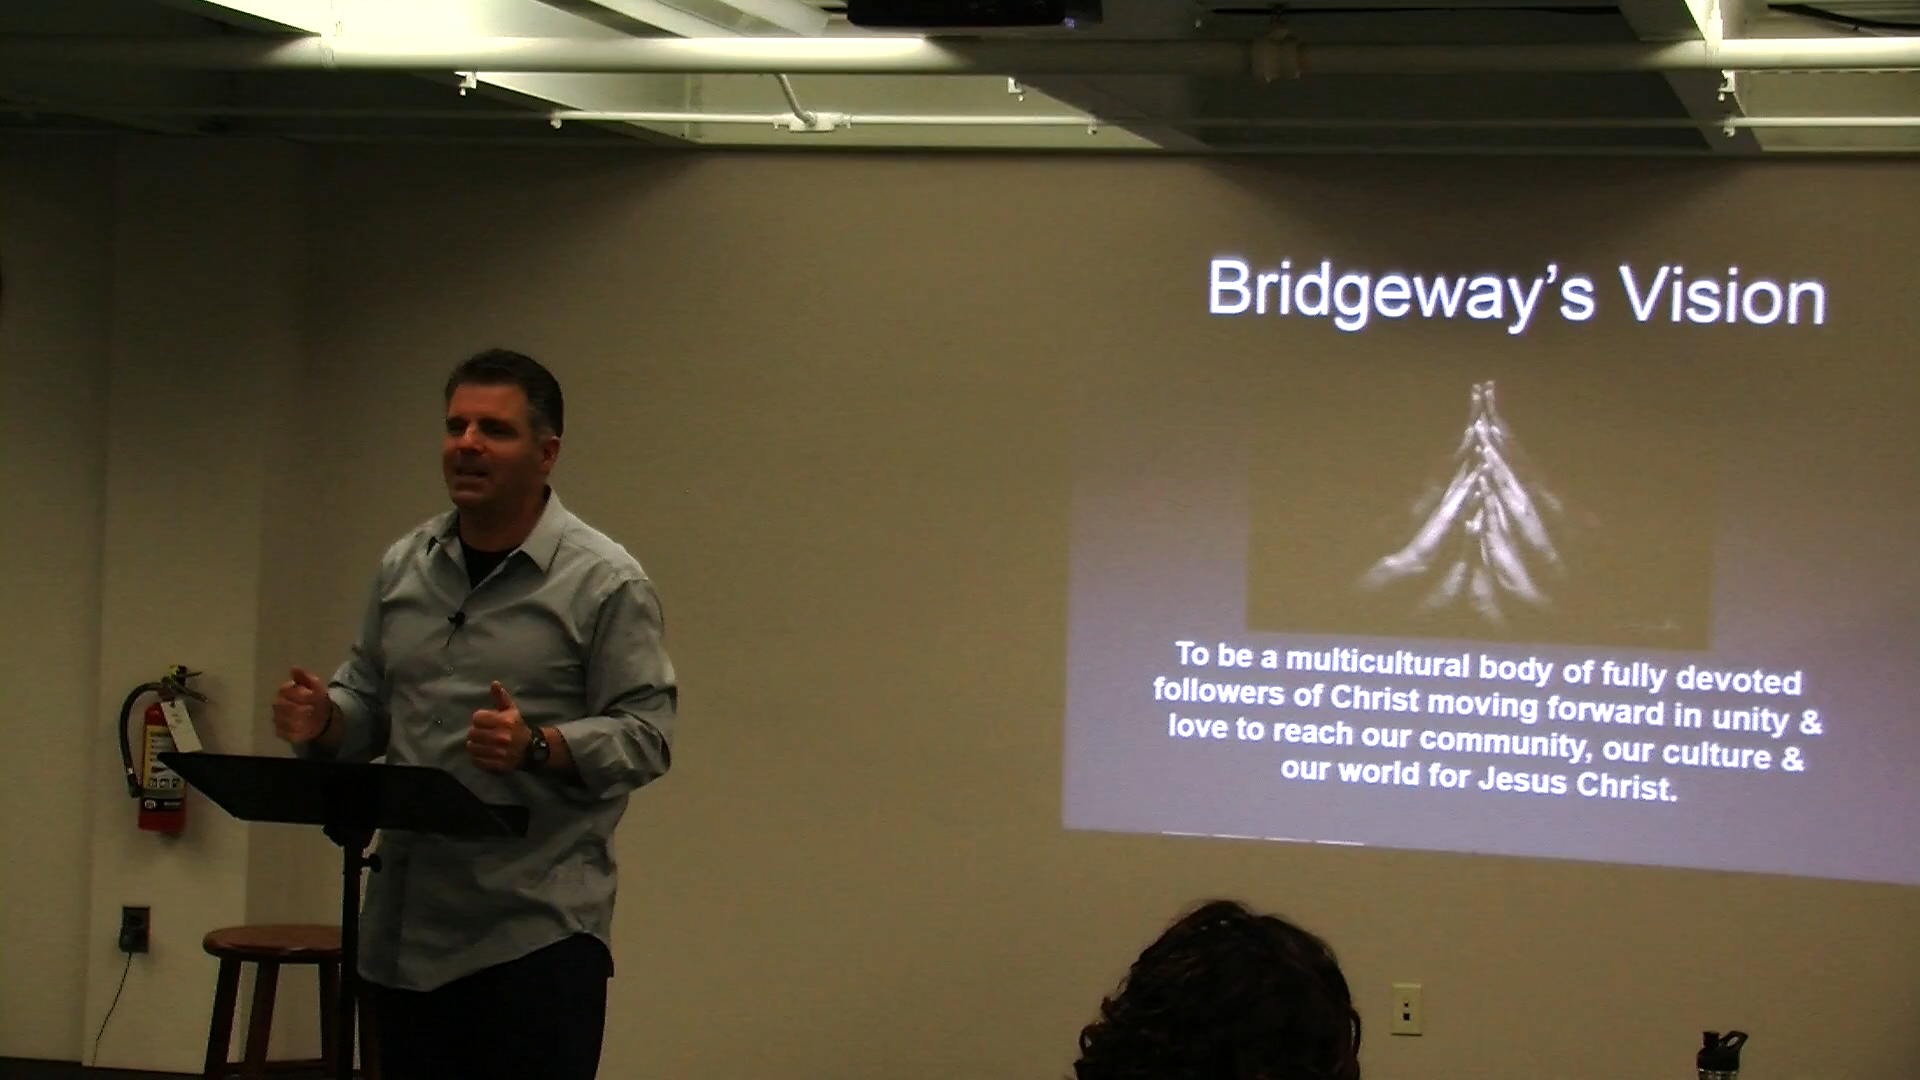 Bridgeway's Vision
To be a multicultural body of fully devoted
followers of Christ moving forward in unity &
love to reach our community, our culture &
our world for Jesus Christ.